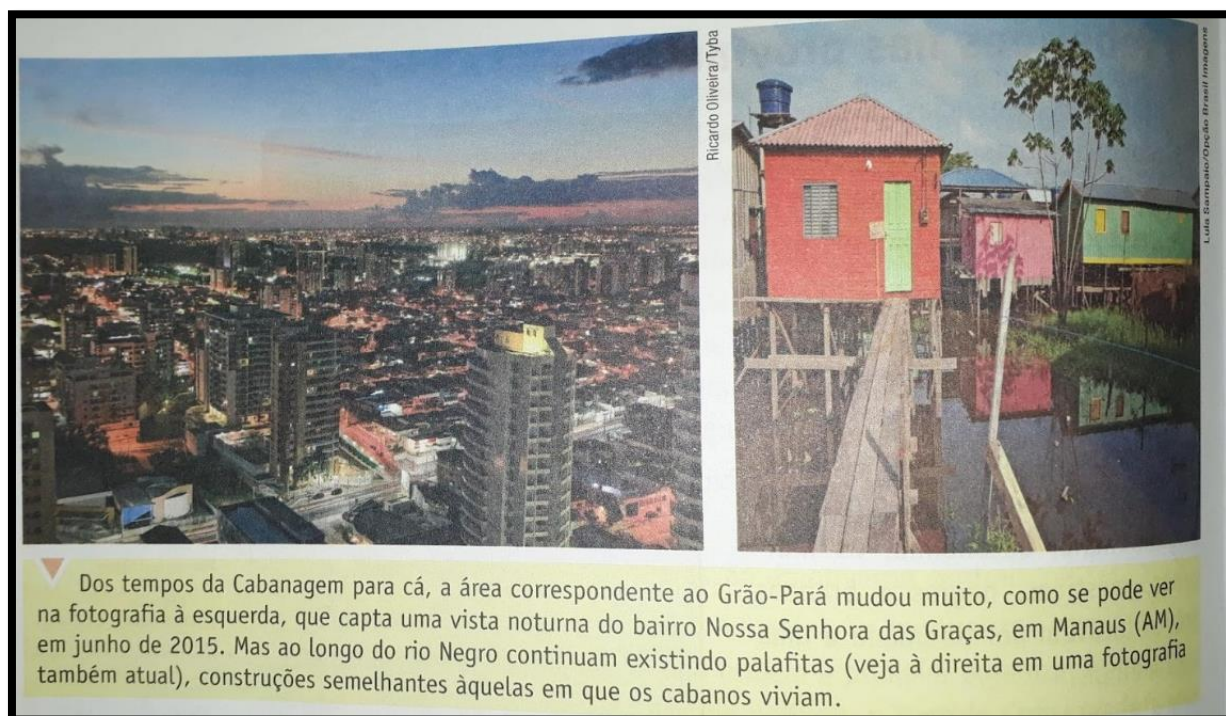 Ricardo Oliveira/Tyba
Lula Sampaio/Opção Brasil Imagens
Dos tempos da Cabanagem para cá, a área correspondente ao Grão-Pará mudou muito, como se pode ver
na fotografia à esquerda, que capta uma vista noturna do bairro Nossa Senhora das Graças, em Manaus (AM),
em junho de 2015. Mas ao longo do rio Negro continuam existindo palafitas (veja à direita em uma fotografia
também atual), construções semelhantes àquelas em que os cabanos viviam.